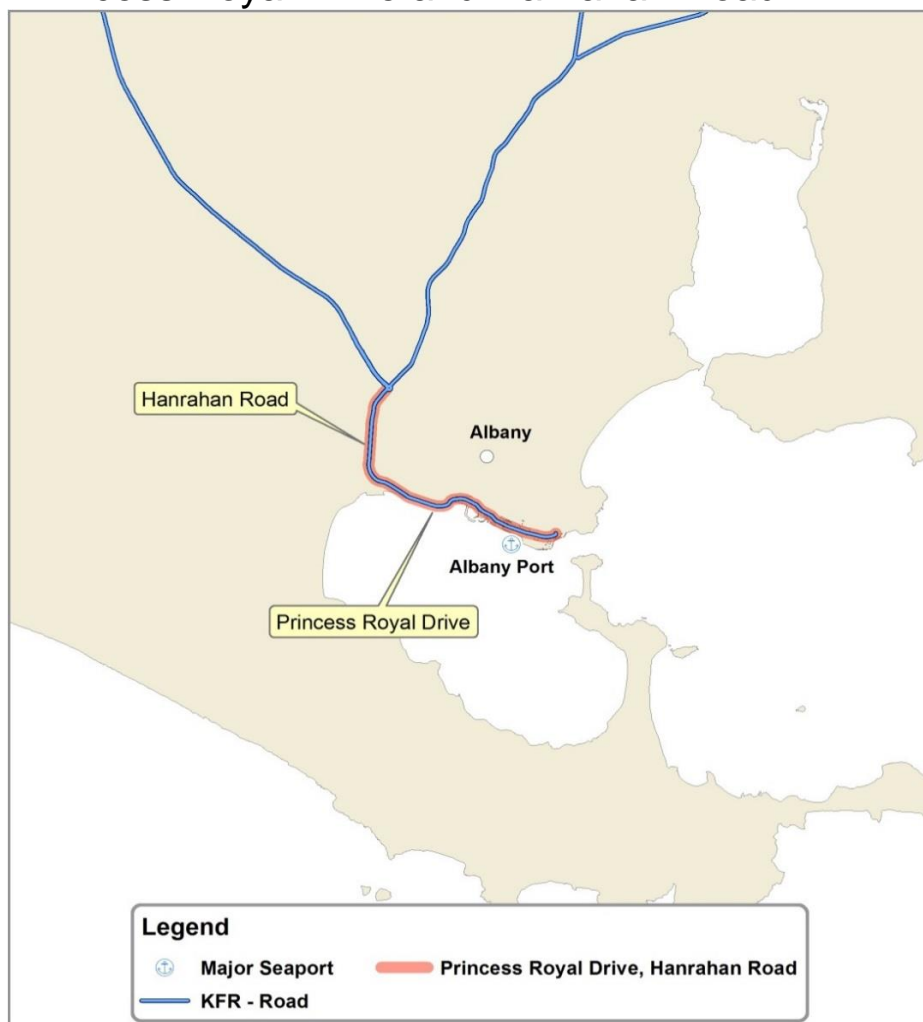 Hanrahan Road
Albany
Albany Port
Princess Royal Drive
Legend
Major Seaport
Princess Royal Drive, Hanrahan Road
KFR - Road